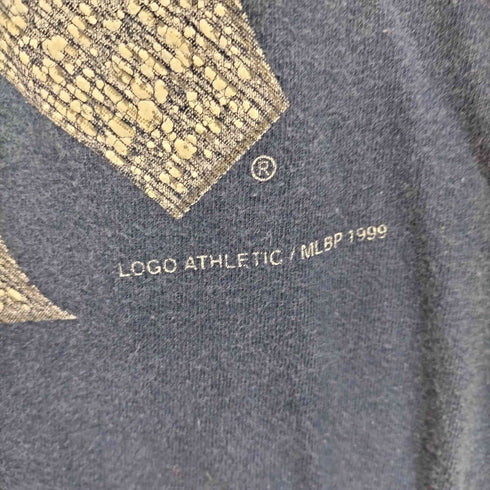 ®
LOGO ATHLETIC / MLBP 1999